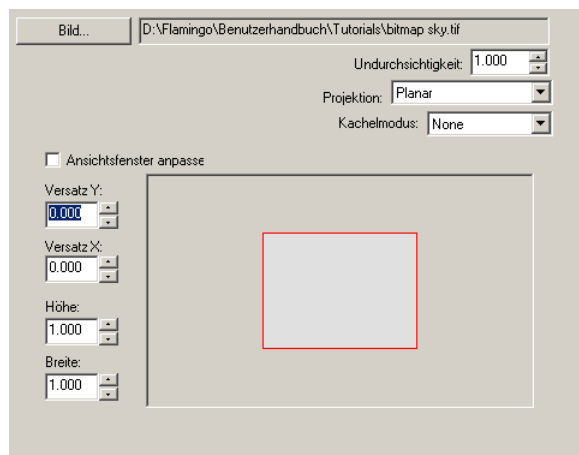 Bild... D:\Flamingo\Benutzerhandbuch\Tutorials\bitmap sky.tif
Undurchsichtigkeit: 1.000
Projektion: Planar
Kachelmodus: None
Ansichtsfenster anpasse
Versatz Y:
0.000
Versatz X:
0.000
Höhe:
1.000
Breite:
1.000